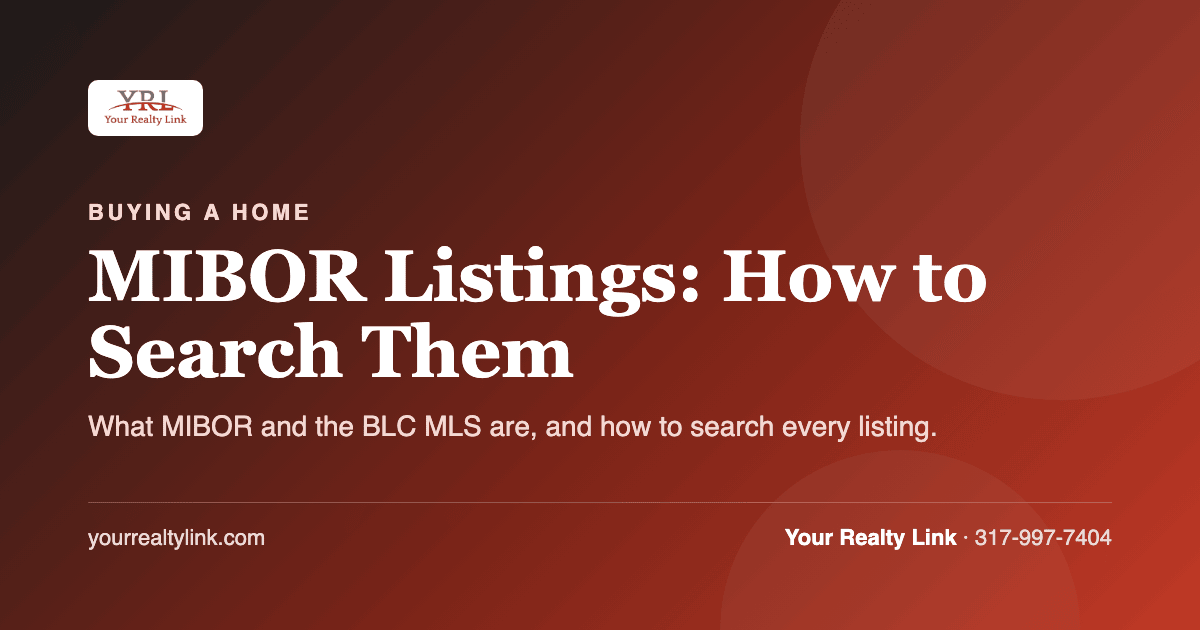 YRL
Your Realty Link
BUYING A HOME
MIBOR Listings: How to
Search Them
What MIBOR and the BLC MLS are, and how to search every listing.
yourrealtylink.com
Your Realty Link · 317-997-7404